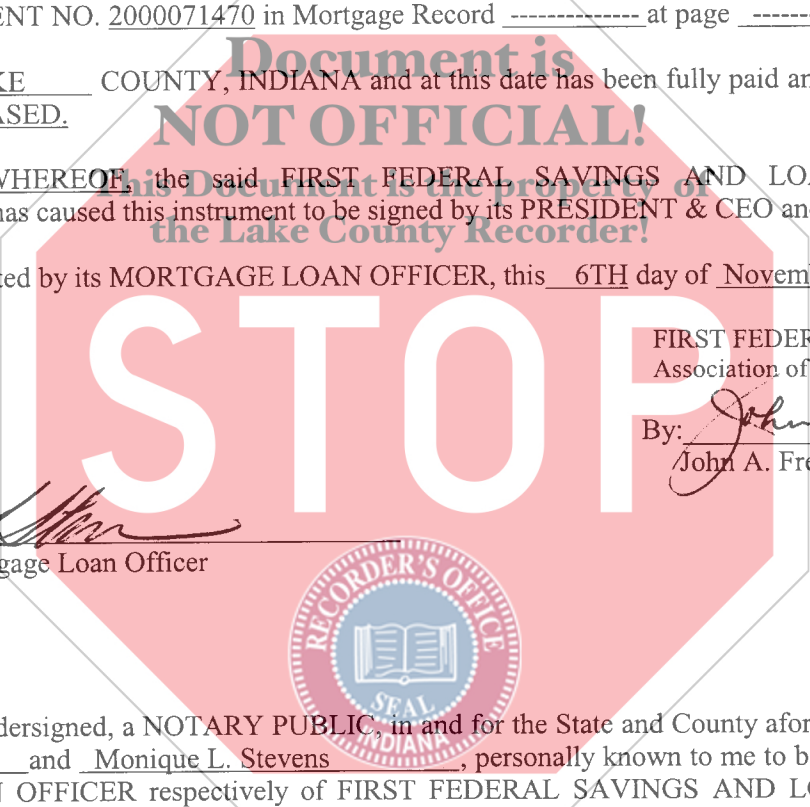 ENT NO. 2000071470 in Mortgage Record -------------- at page
Document is
KE COUNTY, INDIANA and at this date has been fully paid an
ASED.
NOT OFFICIAL!
WHEREOF, the said FIRST FEDERAL SAVINGS AND LO
This Document is the property of
has caused this instrument to be signed by its PRESIDENT & CEO an
the Lake County Recorder!
ted by its MORTGAGE LOAN OFFICER, this 6TH day of Novem
STOP
FIRST FEDER
Association of
By: John
John A. Fre
gage Loan Officer
RECORDER'S OFFICE
SEAL
INDIANA
dersigned, a NOTARY PUBLIC, in and for the State and County afor
and Monique L. Stevens, personally known to me to b
N OFFICER respectively of FIRST FEDERAL SAVINGS AND LO